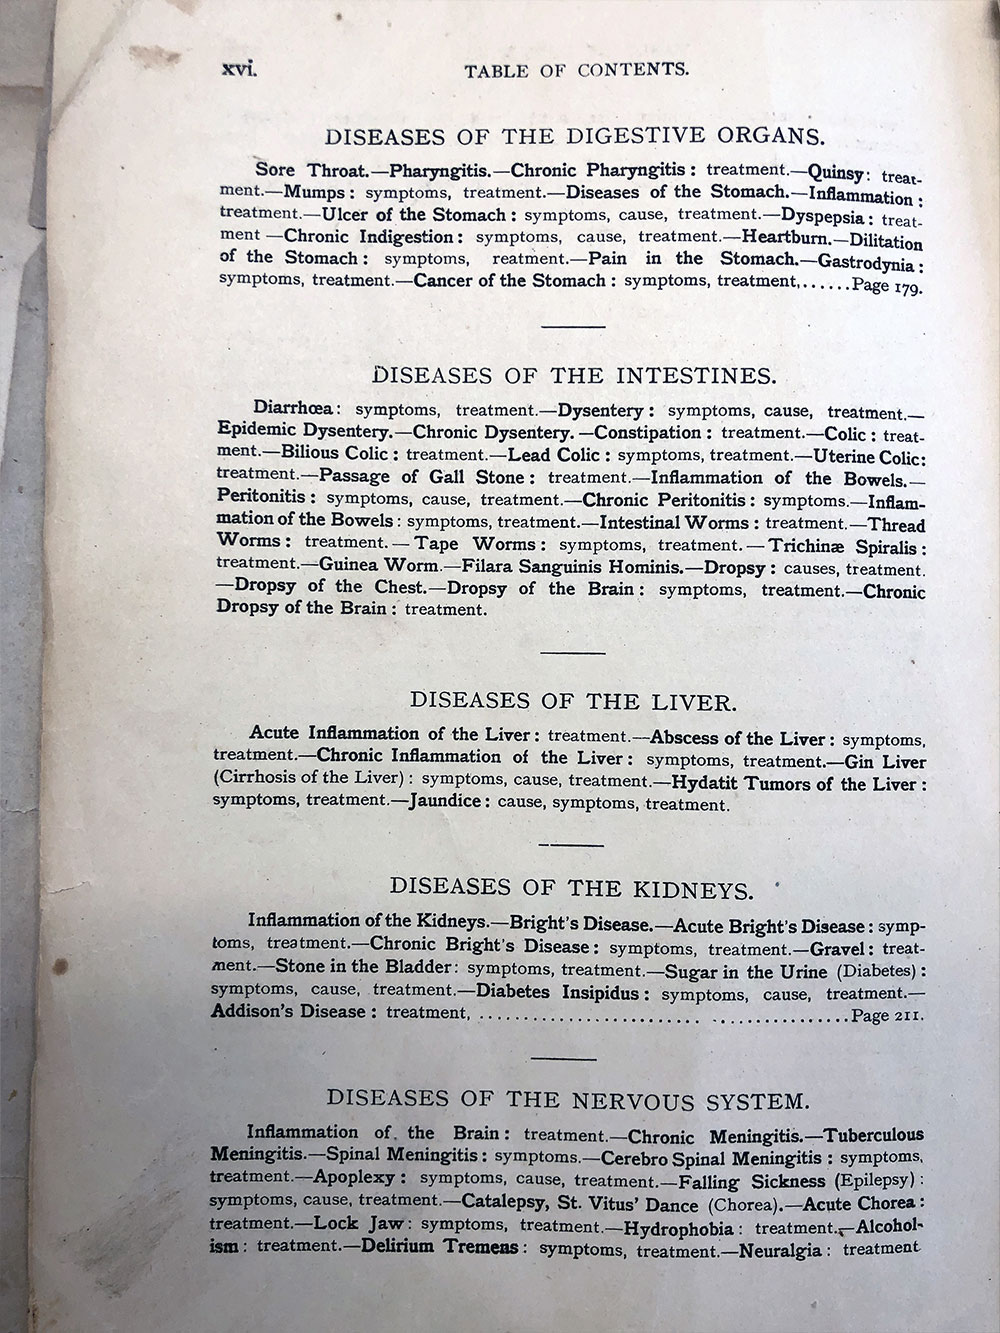 xvi.
TABLE OF CONTENTS.
DISEASES OF THE DIGESTIVE ORGANS.
Sore Throat.—Pharyngitis.—Chronic Pharyngitis: treatment.—Quinsy: treat-
ment.—Mumps: symptoms, treatment.—Diseases of the Stomach.—Inflammation:
treatment.—Ulcer of the Stomach: symptoms, cause, treatment.—Dyspepsia: treat-
ment —Chronic Indigestion: symptoms, cause, treatment.—Heartburn.—Dilitation
of the Stomach: symptoms, reatment.—Pain in the Stomach.—Gastrodynia:
symptoms, treatment.—Cancer of the Stomach: symptoms, treatment,......Page 179.
DISEASES OF THE INTESTINES.
Diarrhœa: symptoms, treatment.—Dysentery: symptoms, cause, treatment.—
Epidemic Dysentery.—Chronic Dysentery. —Constipation: treatment.—Colic: treat-
ment.—Bilious Colic: treatment.—Lead Colic: symptoms, treatment.—Uterine Colic:
treatment.—Passage of Gall Stone: treatment.—Inflammation of the Bowels.—
Peritonitis: symptoms, cause, treatment.—Chronic Peritonitis: symptoms.—Inflam-
mation of the Bowels: symptoms, treatment.—Intestinal Worms: treatment.—Thread
Worms: treatment.—Tape Worms: symptoms, treatment.—Trichinæ Spiralis:
treatment.—Guinea Worm.—Filara Sanguinis Hominis.—Dropsy: causes, treatment.
—Dropsy of the Chest.—Dropsy of the Brain: symptoms, treatment.—Chronic
Dropsy of the Brain: treatment.
DISEASES OF THE LIVER.
Acute Inflammation of the Liver: treatment.—Abscess of the Liver: symptoms,
treatment.—Chronic Inflammation of the Liver: symptoms, treatment.—Gin Liver
(Cirrhosis of the Liver): symptoms, cause, treatment.—Hydatit Tumors of the Liver:
symptoms, treatment.—Jaundice: cause, symptoms, treatment.
DISEASES OF THE KIDNEYS.
Inflammation of the Kidneys.—Bright's Disease.—Acute Bright's Disease: symp-
toms, treatment.—Chronic Bright's Disease: symptoms, treatment.—Gravel: treat-
ment.—Stone in the Bladder: symptoms, treatment.—Sugar in the Urine (Diabetes):
symptoms, cause, treatment.—Diabetes Insipidus: symptoms, cause, treatment.—
Addison's Disease: treatment, ........................................Page 211.
DISEASES OF THE NERVOUS SYSTEM.
Inflammation of the Brain: treatment.—Chronic Meningitis.—Tuberculous
Meningitis.—Spinal Meningitis: symptoms.—Cerebro Spinal Meningitis: symptoms,
treatment.—Apoplexy: symptoms, cause, treatment.—Falling Sickness (Epilepsy):
symptoms, cause, treatment.—Catalepsy, St. Vitus' Dance (Chorea).—Acute Chorea:
treatment.—Lock Jaw: symptoms, treatment.—Hydrophobia: treatment.—Alcohol-
ism: treatment.—Delirium Tremens: symptoms, treatment.—Neuralgia: treatment